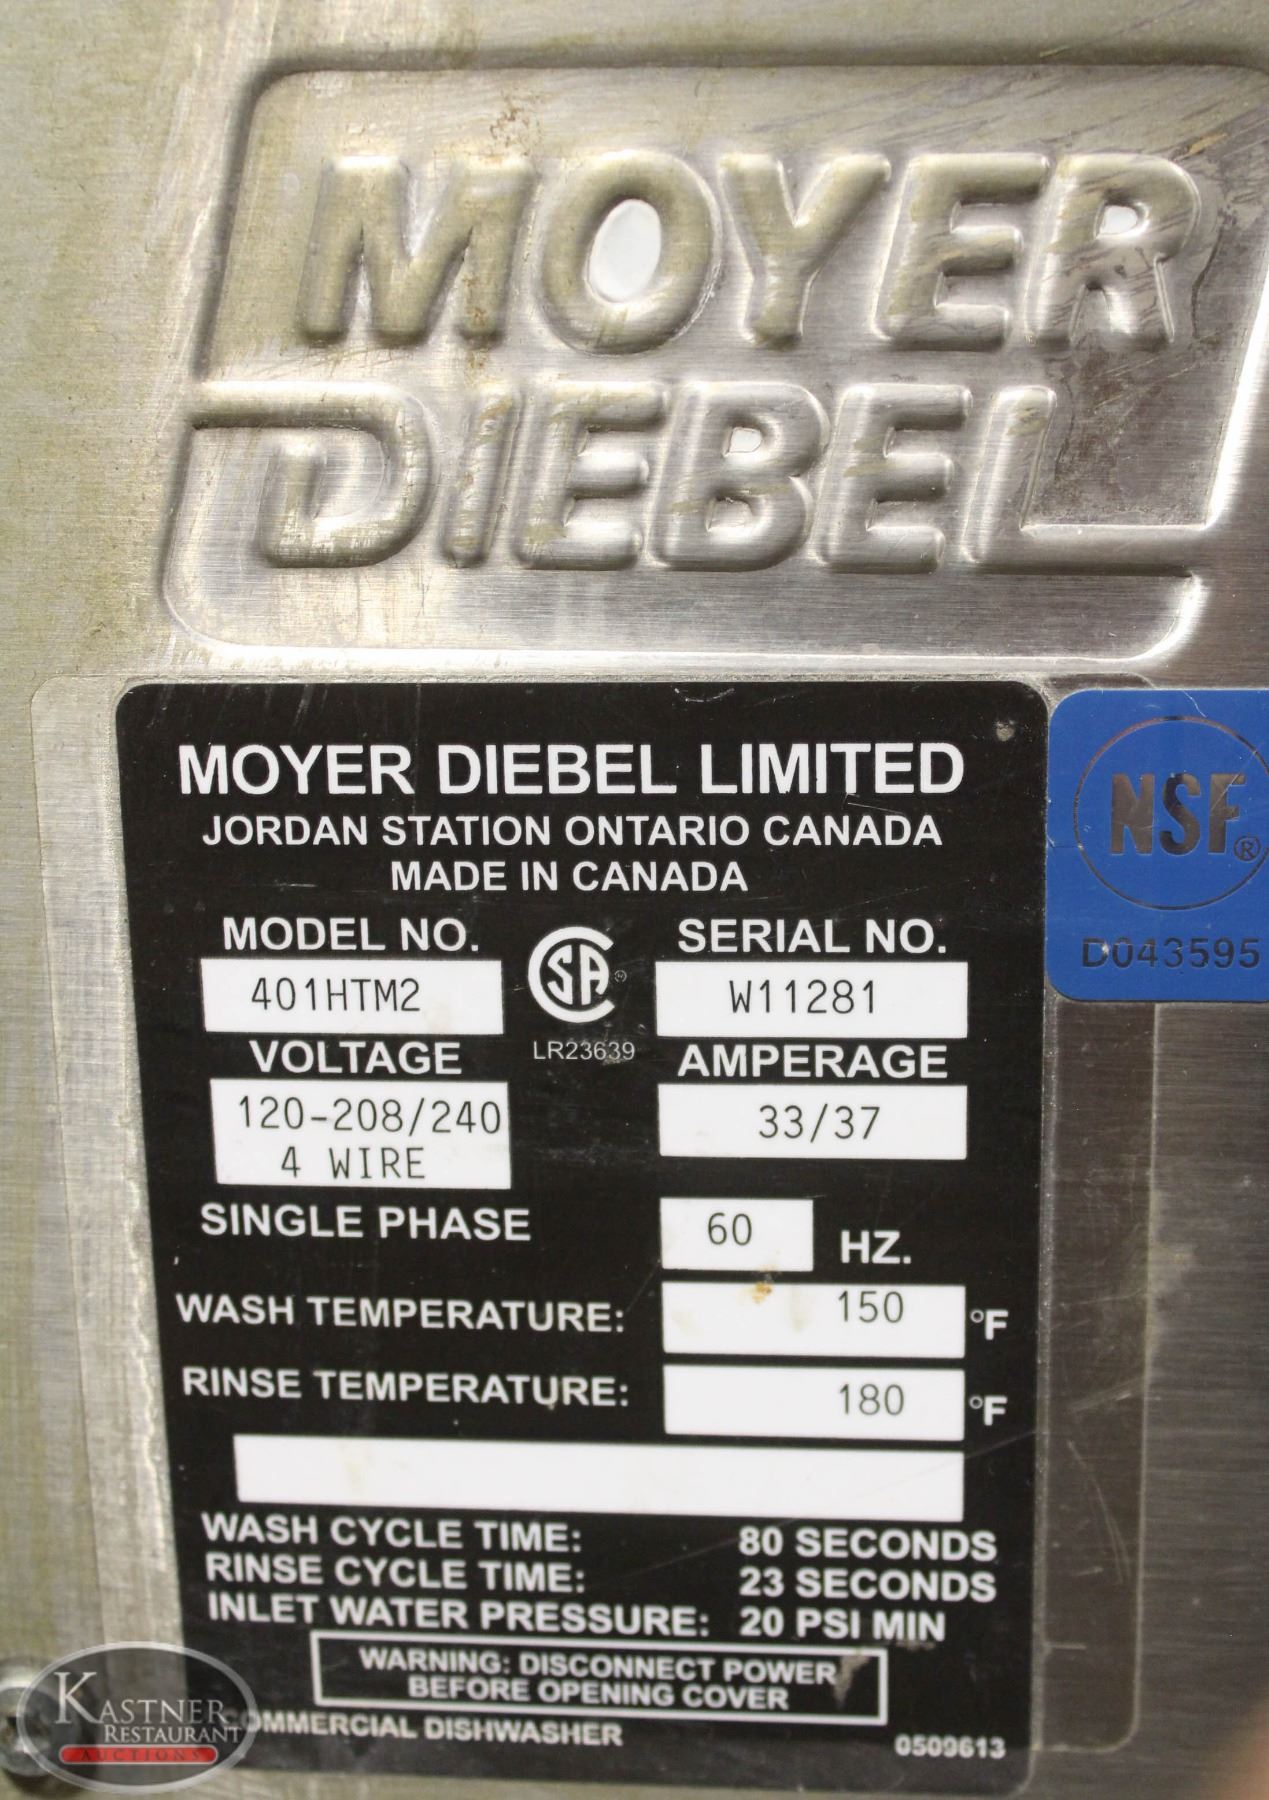 MOYER
DIEBEL
MOYER DIEBEL LIMITED
JORDAN STATION ONTARIO CANADA
MADE IN CANADA
NSF®
D043595
MODEL NO.
401HTM2
SA
LR23639
SERIAL NO.
W11281
VOLTAGE
120-208/240
4 WIRE
AMPERAGE
33/37
SINGLE PHASE
60 HZ.
WASH TEMPERATURE: 150 °F
RINSE TEMPERATURE: 180 °F
WASH CYCLE TIME: 80 SECONDS
RINSE CYCLE TIME: 23 SECONDS
INLET WATER PRESSURE: 20 PSI MIN
WARNING: DISCONNECT POWER
BEFORE OPENING COVER
COMMERCIAL DISHWASHER 0509613
KASTNER
RESTAURANT
AUCTIONS